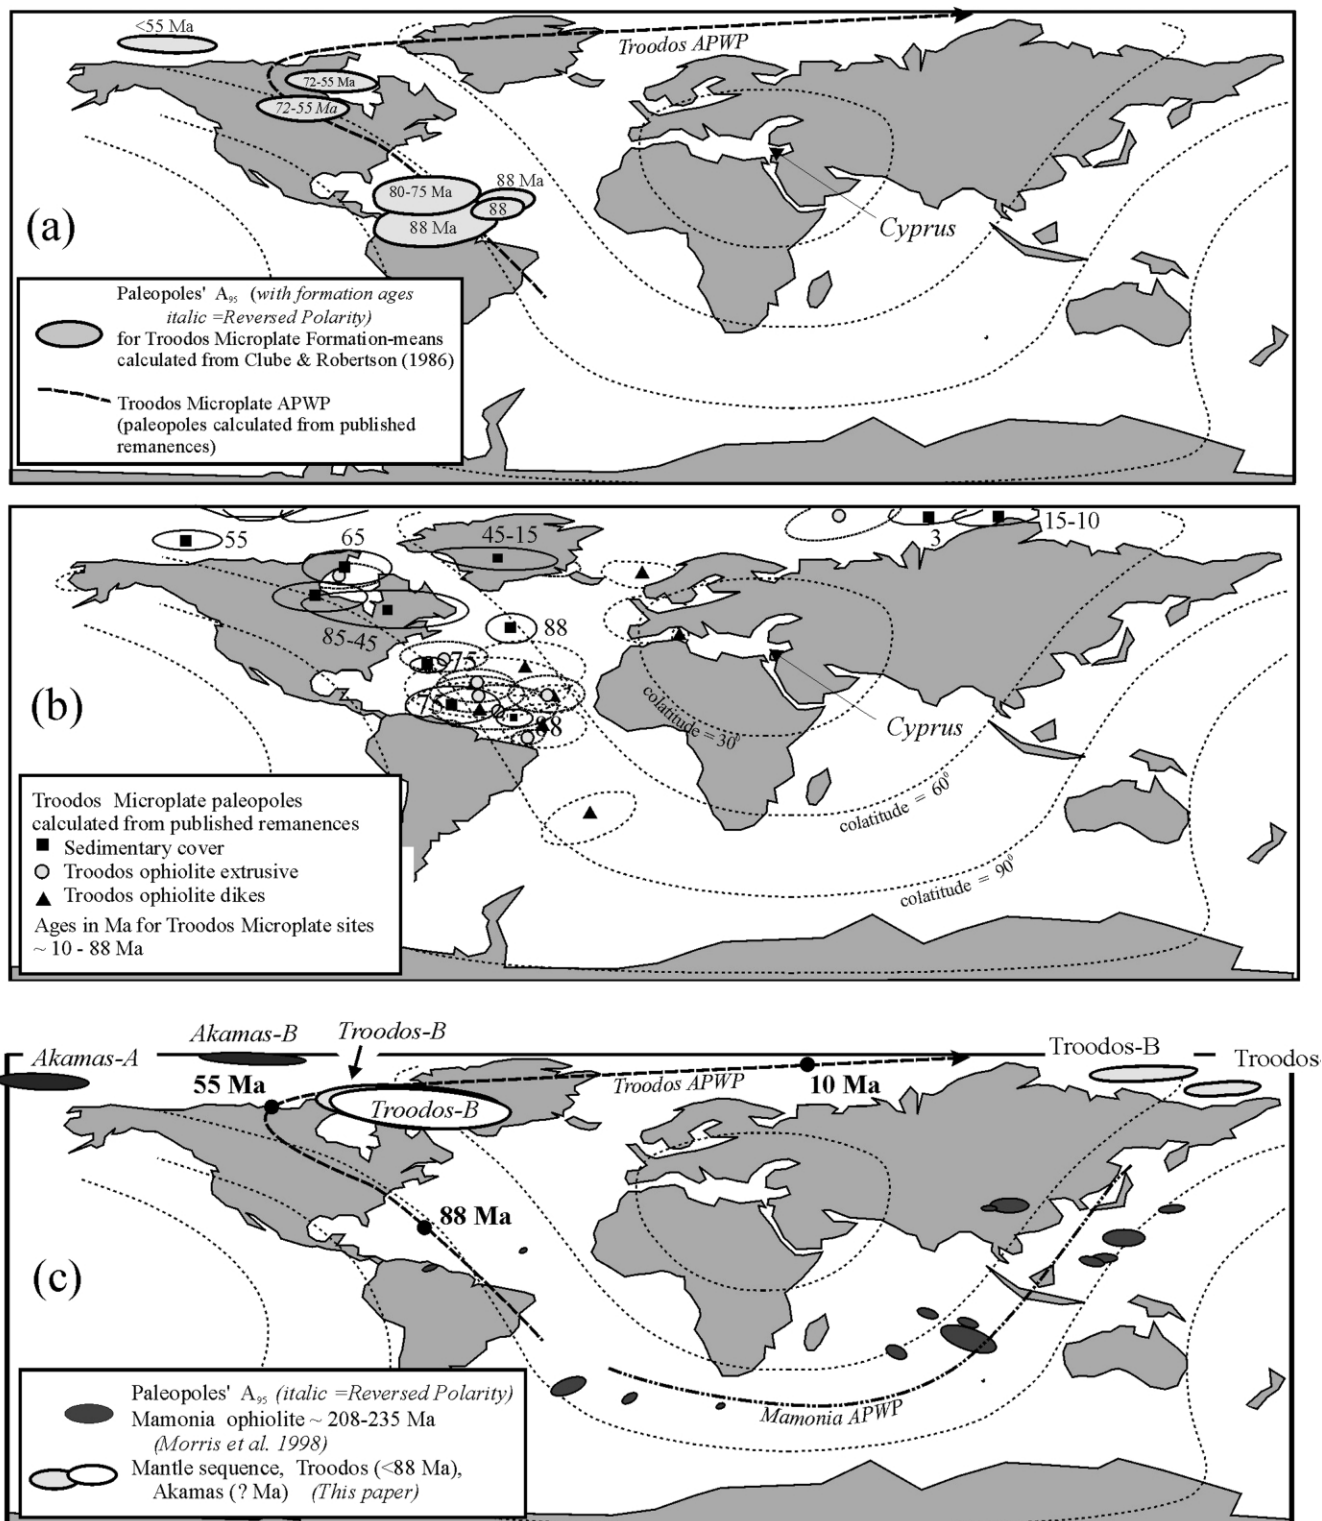 <55 Ma
Troodos APWP
72-55 Ma
72-55 Ma
80-75 Ma
88 Ma
88
88 Ma
(a)
Cyprus
Paleopoles' A95 (with formation ages
italic =Reversed Polarity)
for Troodos Microplate Formation-means
calculated from Clube & Robertson (1986)
Troodos Microplate APWP
(paleopoles calculated from published
remanences)
55
65
45-15
3
15-10
85-45
88
75
75
88
(b)
colatitude = 30⁰
Cyprus
colatitude = 60⁰
colatitude = 90⁰
Troodos Microplate paleopoles
calculated from published remanences
Sedimentary cover
Troodos ophiolite extrusive
Troodos ophiolite dikes
Ages in Ma for Troodos Microplate sites
~ 10 - 88 Ma
Akamas-A
Akamas-B
Troodos-B
Troodos-B
Troodos-
55 Ma
Troodos-B
Troodos APWP
10 Ma
88 Ma
(c)
Mamonia APWP
Paleopoles' A95 (italic =Reversed Polarity)
Mamonia ophiolite ~ 208-235 Ma
(Morris et al. 1998)
Mantle sequence, Troodos (<88 Ma),
Akamas (? Ma) (This paper)